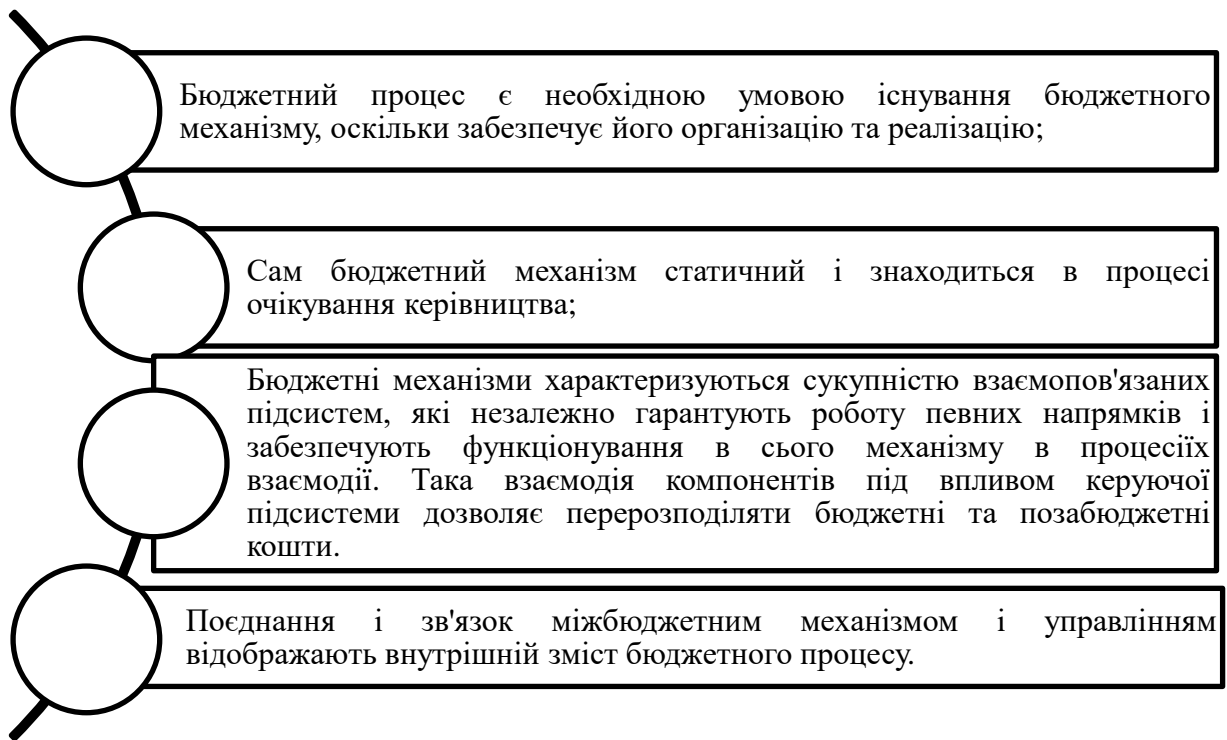 Бюджетний процес є необхідною умовою існування бюджетного
механізму, оскільки забезпечує його організацію та реалізацію;
Сам бюджетний механізм статичний і знаходиться в процесі
очікування керівництва;
Бюджетні механізми характеризуються сукупністю взаємопов'язаних
підсистем, які незалежно гарантують роботу певних напрямків і
забезпечують функціонування в сього механізму в процесіїх
взаємодії. Така взаємодія компонентів під впливом керуючої
підсистеми дозволяє перерозподіляти бюджетні та позабюджетні
кошти.
Поєднання і зв'язок міжбюджетним механізмом і управлінням
відображають внутрішній зміст бюджетного процесу.